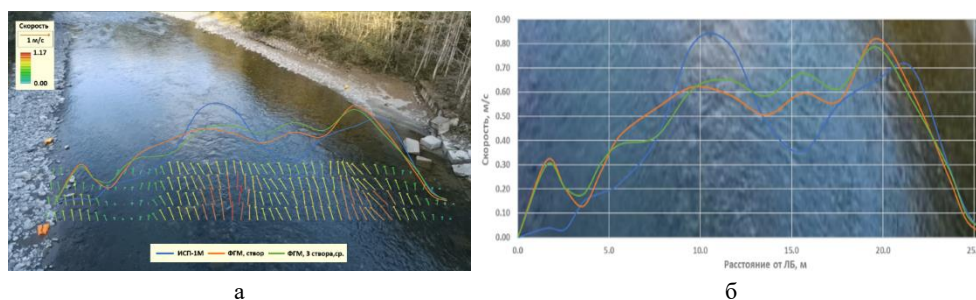 Скорость
1 м/с
1.17
0.00
ИСП-1М
ФГМ, створ
ФГМ, 3 створа,ср.
а
0.90
0.80
0.70
0.60
0.50
0.40
0.30
0.20
0.10
0.00
Скорость, м/с
0.0
5.0
10.0
15.0
20.0
25.
Расстояние от ЛБ, м
б